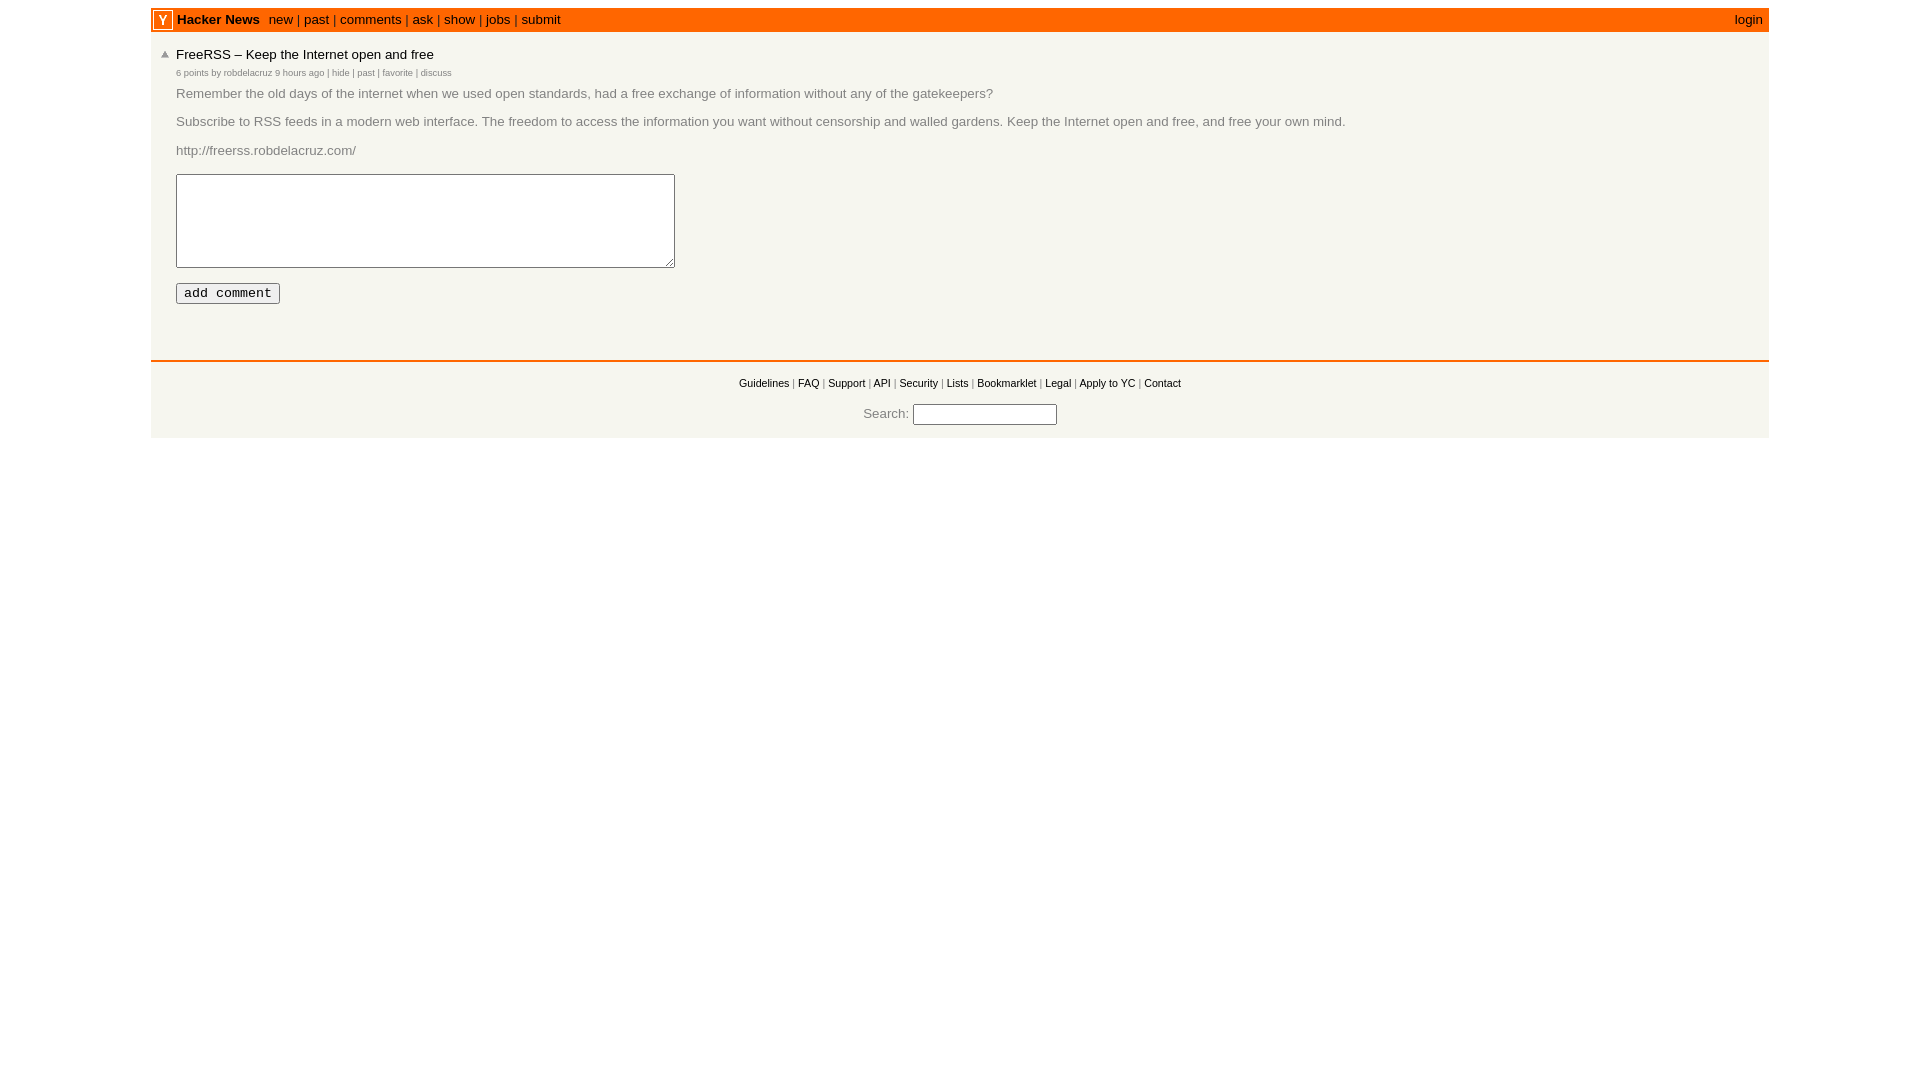 Y Hacker News new | past | comments | ask | show | jobs | submit login
FreeRSS – Keep the Internet open and free
6 points by robdelacruz 9 hours ago | hide | past | favorite | discuss
Remember the old days of the internet when we used open standards, had a free exchange of information without any of the gatekeepers?
Subscribe to RSS feeds in a modern web interface. The freedom to access the information you want without censorship and walled gardens. Keep the Internet open and free, and free your own mind.
http://freerss.robdelacruz.com/
add comment
Guidelines | FAQ | Support | API | Security | Lists | Bookmarklet | Legal | Apply to YC | Contact
Search: